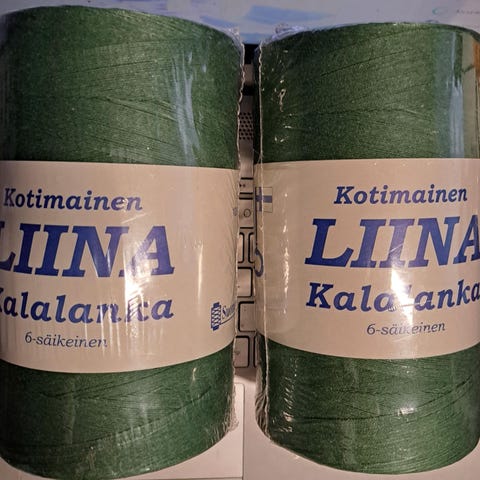 Kotimainen
LIINA
Kalalanka
6-säikeinen
Kotimainen
LIINA
Kalalanka
6-säikeinen